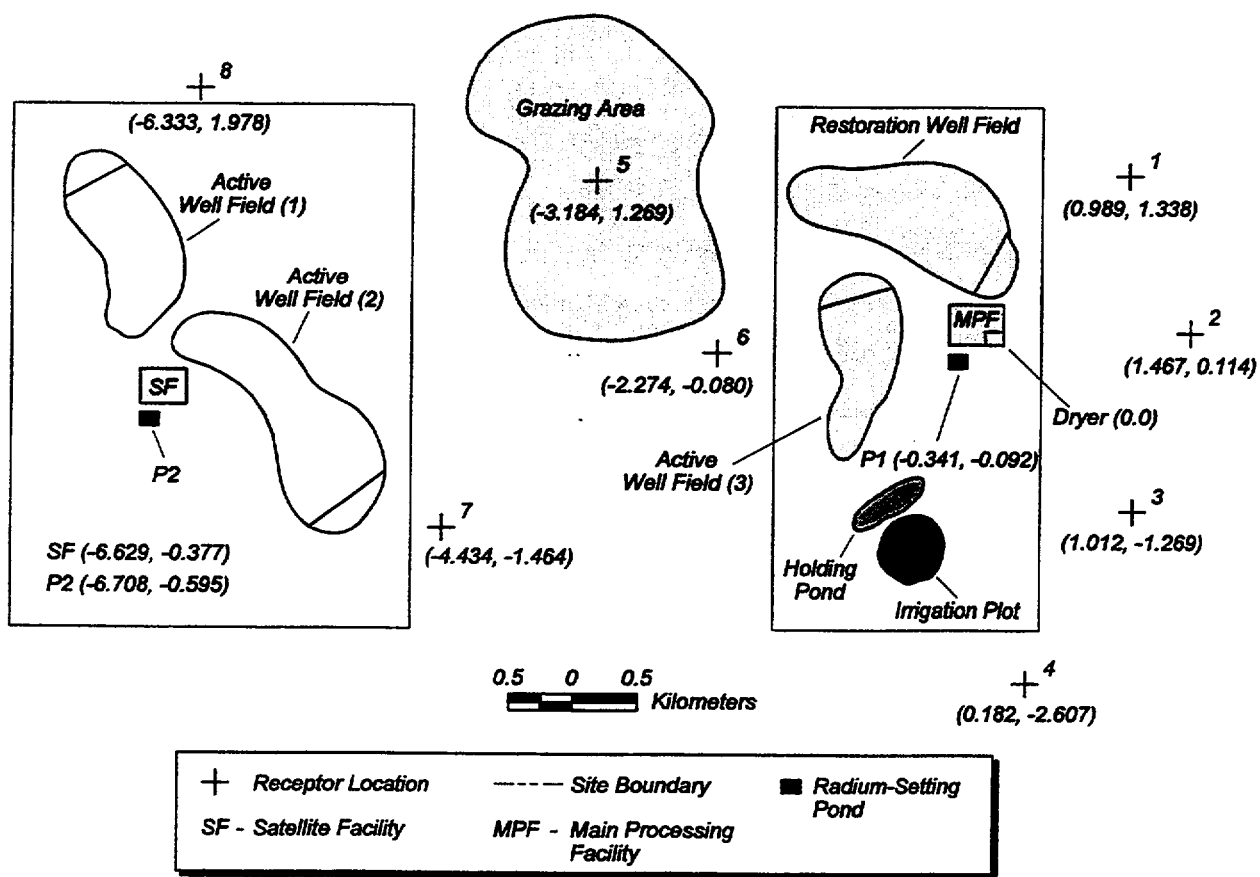 8
(-6.333, 1.978)
Active
Well Field (1)
Active
Well Field (2)
SF
P2
SF (-6.629, -0.377)
P2 (-6.708, -0.595)
7
(-4.434, -1.464)
Grazing Area
5
(-3.184, 1.269)
6
(-2.274, -0.080)
Restoration Well Field
1
(0.989, 1.338)
MPF
2
(1.467, 0.114)
Dryer (0.0)
P1 (-0.341, -0.092)
Active
Well Field (3)
3
(1.012, -1.269)
Holding
Pond
Irrigation Plot
4
(0.182, -2.607)
0.5 0 0.5
Kilometers
Receptor Location
Site Boundary
Radium-Setting
Pond
SF - Satellite Facility
MPF - Main Processing
Facility